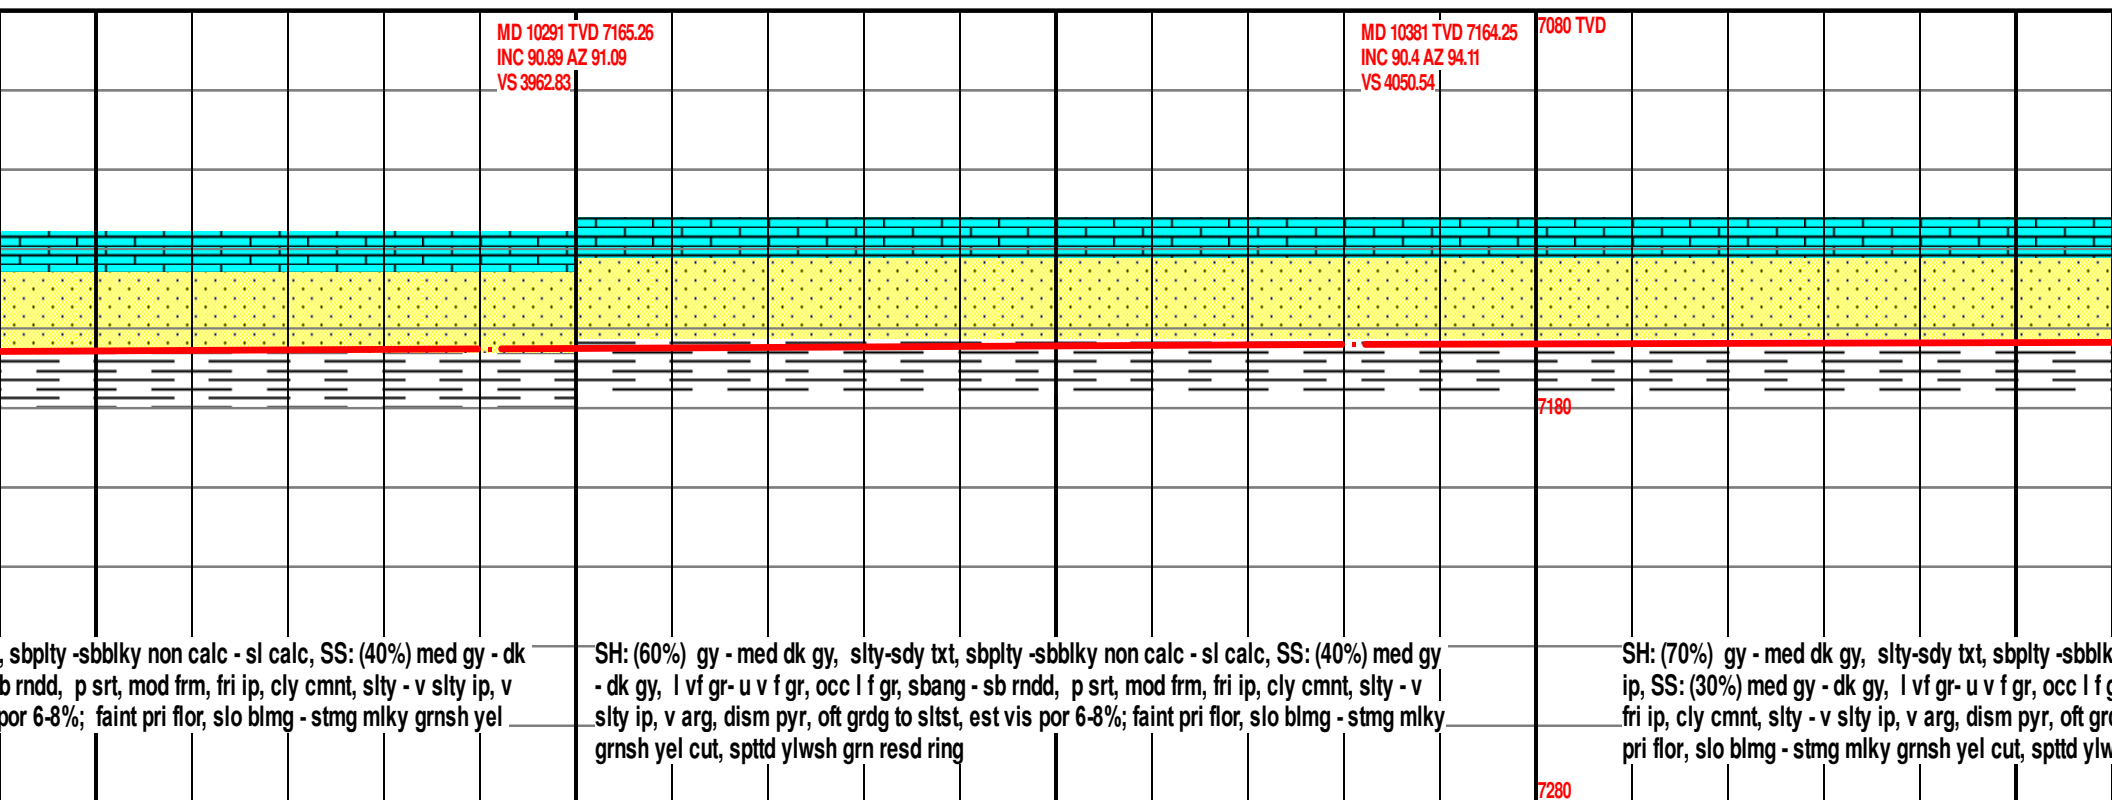 MD 10291 TVD 7165.26
INC 90.89 AZ 91.09
VS 3962.83
MD 10381 TVD 7164.25
INC 90.4 AZ 94.11
VS 4050.54
7080 TVD
7180
, sbplty -sbblky non calc - sl calc, SS: (40%) med gy - dk
b rndd, p srt, mod frm, fri ip, cly cmnt, slty - v slty ip, v
por 6-8%; faint pri flor, slo blmg - stmg mlky grnsh yel
SH: (60%) gy - med dk gy, slty-sdy txt, sbplty -sbblky non calc - sl calc, SS: (40%) med gy
- dk gy, l vf gr- u v f gr, occ l f gr, sbang - sb rndd, p srt, mod frm, fri ip, cly cmnt, slty - v
slty ip, v arg, dism pyr, oft grdg to sltst, est vis por 6-8%; faint pri flor, slo blmg - stmg mlky
grnsh yel cut, spttd ylwsh grn resd ring
SH: (70%) gy - med dk gy, slty-sdy txt, sbplty -sbblk
ip, SS: (30%) med gy - dk gy, l vf gr- u v f gr, occ l f g
fri ip, cly cmnt, slty - v slty ip, v arg, dism pyr, oft gr
pri flor, slo blmg - stmg mlky grnsh yel cut, spttd ylw
7280